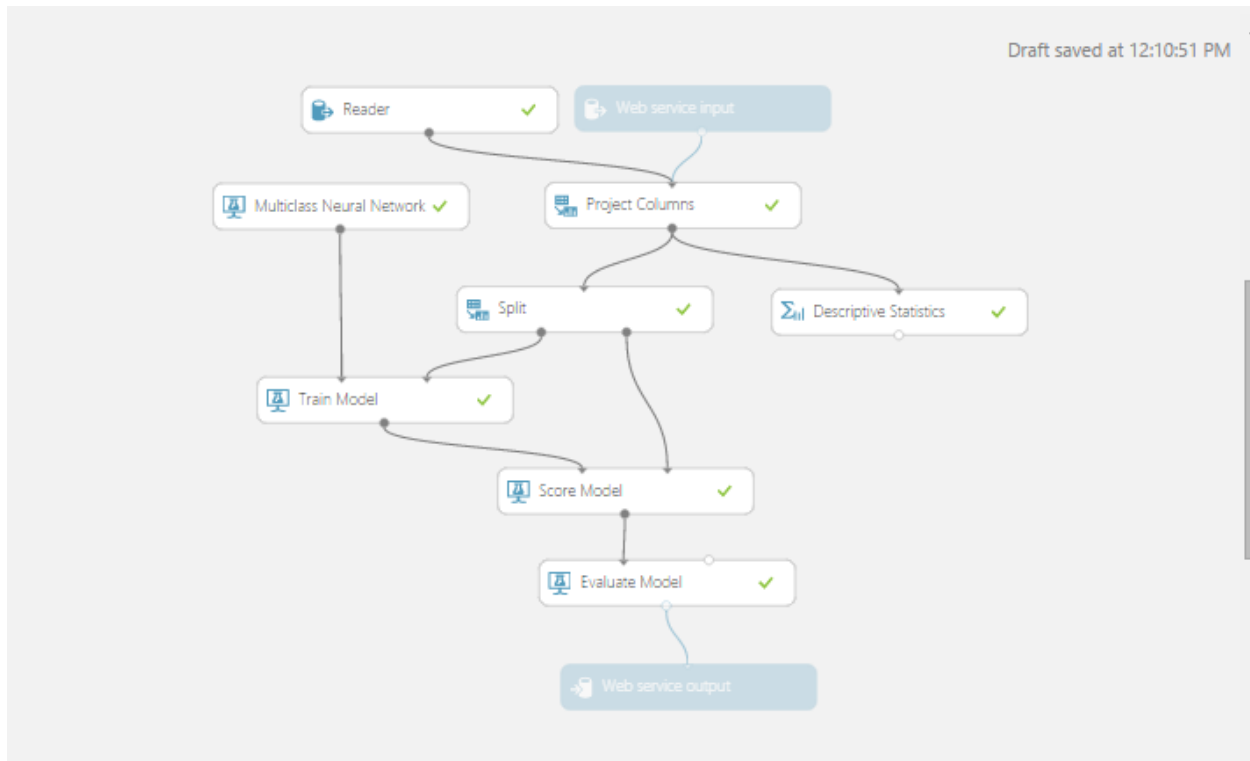 Draft saved at 12:10:51 PM
Reader
Web service input
Multiclass Neural Network
Project Columns
Split
Descriptive Statistics
Train Model
Score Model
Evaluate Model
Web service output